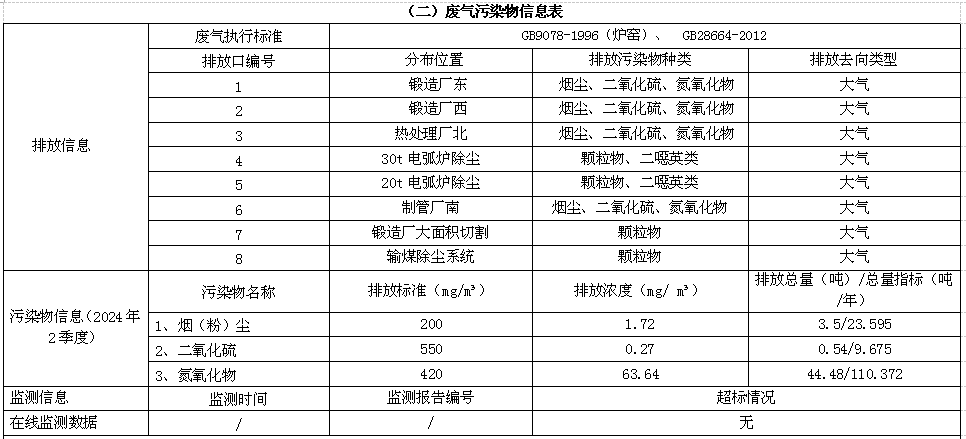 （二）废气污染物信息表
废气执行标准 GB9078-1996（炉窑）、 GB28664-2012
排放信息
排放口编号 分布位置 排放污染物种类 排放去向类型
1 锻造厂东 烟尘、二氧化硫、氮氧化物 大气
2 锻造厂西 烟尘、二氧化硫、氮氧化物 大气
3 热处理厂北 烟尘、二氧化硫、氮氧化物 大气
4 30t 电弧炉除尘 颗粒物、二噁英类 大气
5 20t 电弧炉除尘 颗粒物、二噁英类 大气
6 制管厂南 烟尘、二氧化硫、氮氧化物 大气
7 锻造厂大面积切割 颗粒物 大气
8 输煤除尘系统 颗粒物 大气
污染物信息（2024 年
2 季度）
污染物名称 排放标准（mg/m³） 排放浓度（mg/ m³） 排放总量（吨）/总量指标（吨
/年）
1、烟（粉）尘 200 1.72 3.5/23.595
2、二氧化硫 550 0.27 0.54/9.675
3、氮氧化物 420 63.64 44.48/110.372
监测信息 监测时间 监测报告编号 超标情况
在线监测数据 / / 无